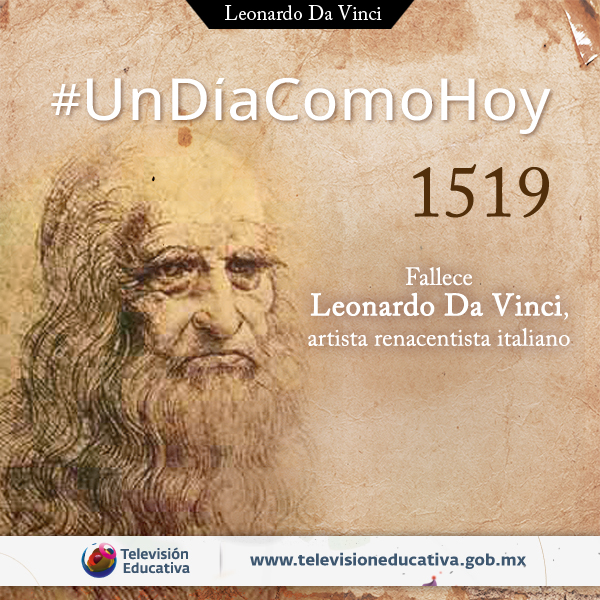 Leonardo Da Vinci
#UnDíaComoHoy
1519
Fallece
Leonardo Da Vinci,
artista renacentista italiano
Televisión
Educativa
www.televisioneducativa.gob.mx